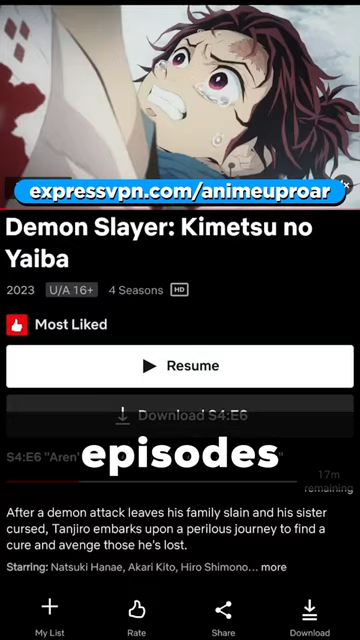 expressvpn.com/animeuproar
Demon Slayer: Kimetsu no
Yaiba
2023 U/A 16+ 4 Seasons HD
Most Liked
Resume
Download S4:E6
S4:E6 "Aren'
episodes
17m
remaining
After a demon attack leaves his family slain and his sister
cursed, Tanjiro embarks upon a perilous journey to find a
cure and avenge those he's lost.
Starring: Natsuki Hanae, Akari Kito, Hiro Shimono... more
My List Rate Share Download